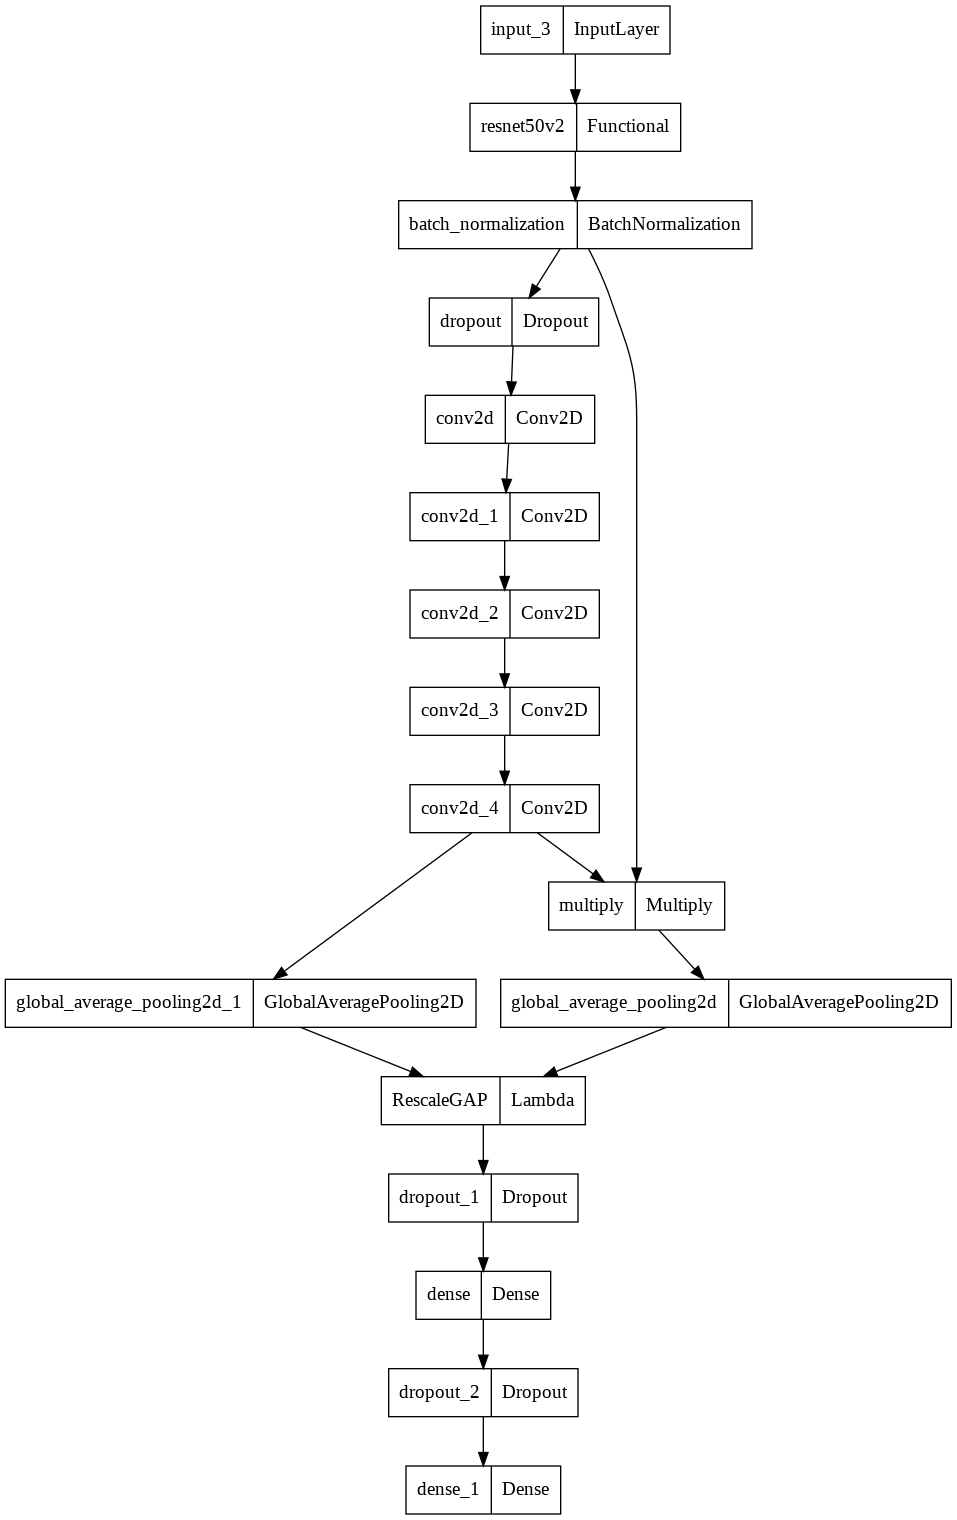 input_3 InputLayer
resnet50v2 Functional
batch_normalization BatchNormalization
dropout Dropout
conv2d Conv2D
conv2d_1 Conv2D
conv2d_2 Conv2D
conv2d_3 Conv2D
conv2d_4 Conv2D
multiply Multiply
global_average_pooling2d_1 GlobalAveragePooling2D
global_average_pooling2d GlobalAveragePooling2D
RescaleGAP Lambda
dropout_1 Dropout
dense Dense
dropout_2 Dropout
dense_1 Dense